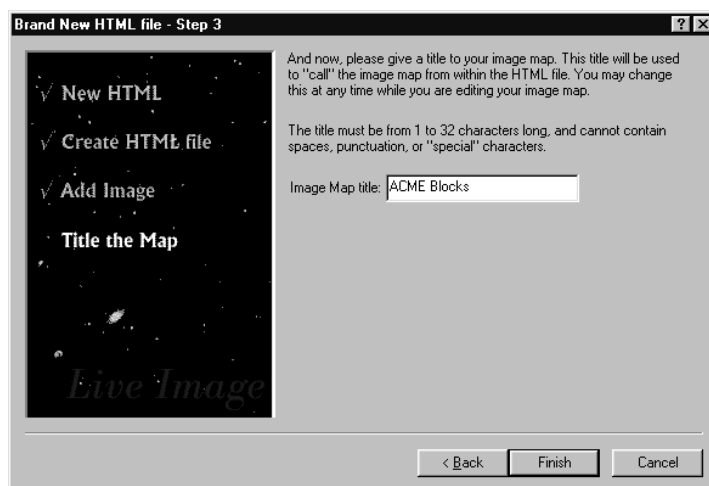 Brand New HTML file - Step 3
√ New HTML
√ Create HTML file
√ Add Image
Title the Map
Live Image
And now, please give a title to your image map. This title will be used
to "call" the image map from within the HTML file. You may change
this at any time while you are editing your image map.
The title must be from 1 to 32 characters long, and cannot contain
spaces, punctuation, or "special" characters.
Image Map title: ACME Blocks
< Back Finish Cancel